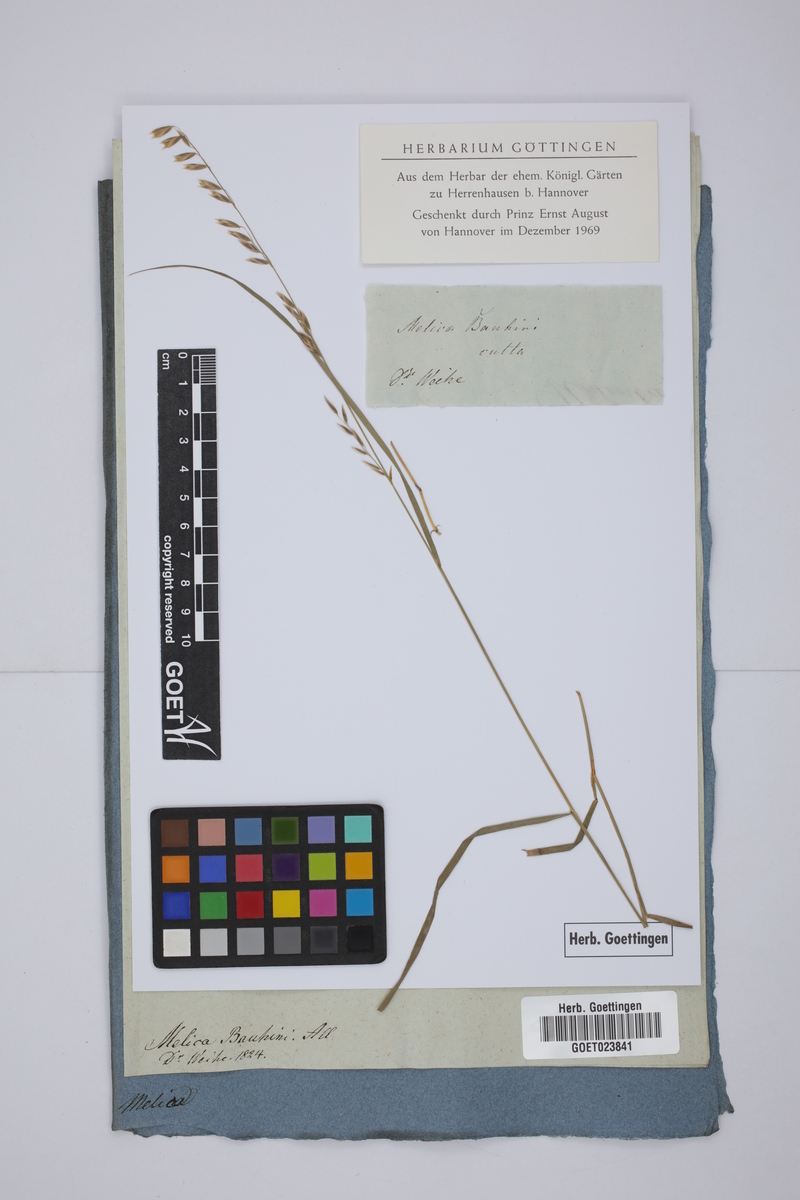 HERBARIUM GÖTTINGEN
Aus dem Herbar der ehem. Königl. Gärten
zu Herrenhausen b. Hannover
Geschenkt durch Prinz Ernst August
von Hannover im Dezember 1969
Melica Bauhini
culta
Dr. Weihe
cm
0
1
2
3
4
5
6
7
8
9
10
copyright reserved
GOET
Herb. Goettingen
Melica Bauhini. All
Dr. Weihe. 1824.
Herb. Goettingen
GOET023841
Melica